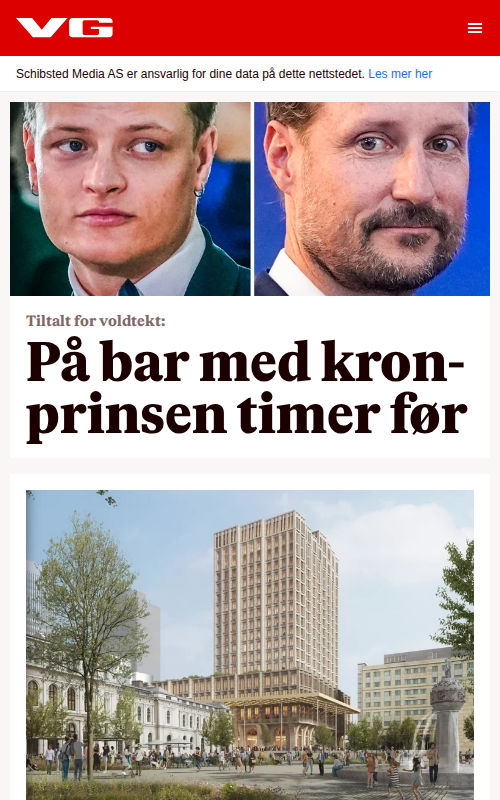 VG
Schibsted Media AS er ansvarlig for dine data på dette nettstedet. Les mer her
Tiltalt for voldtekt:
På bar med kron-
prinsen timer før